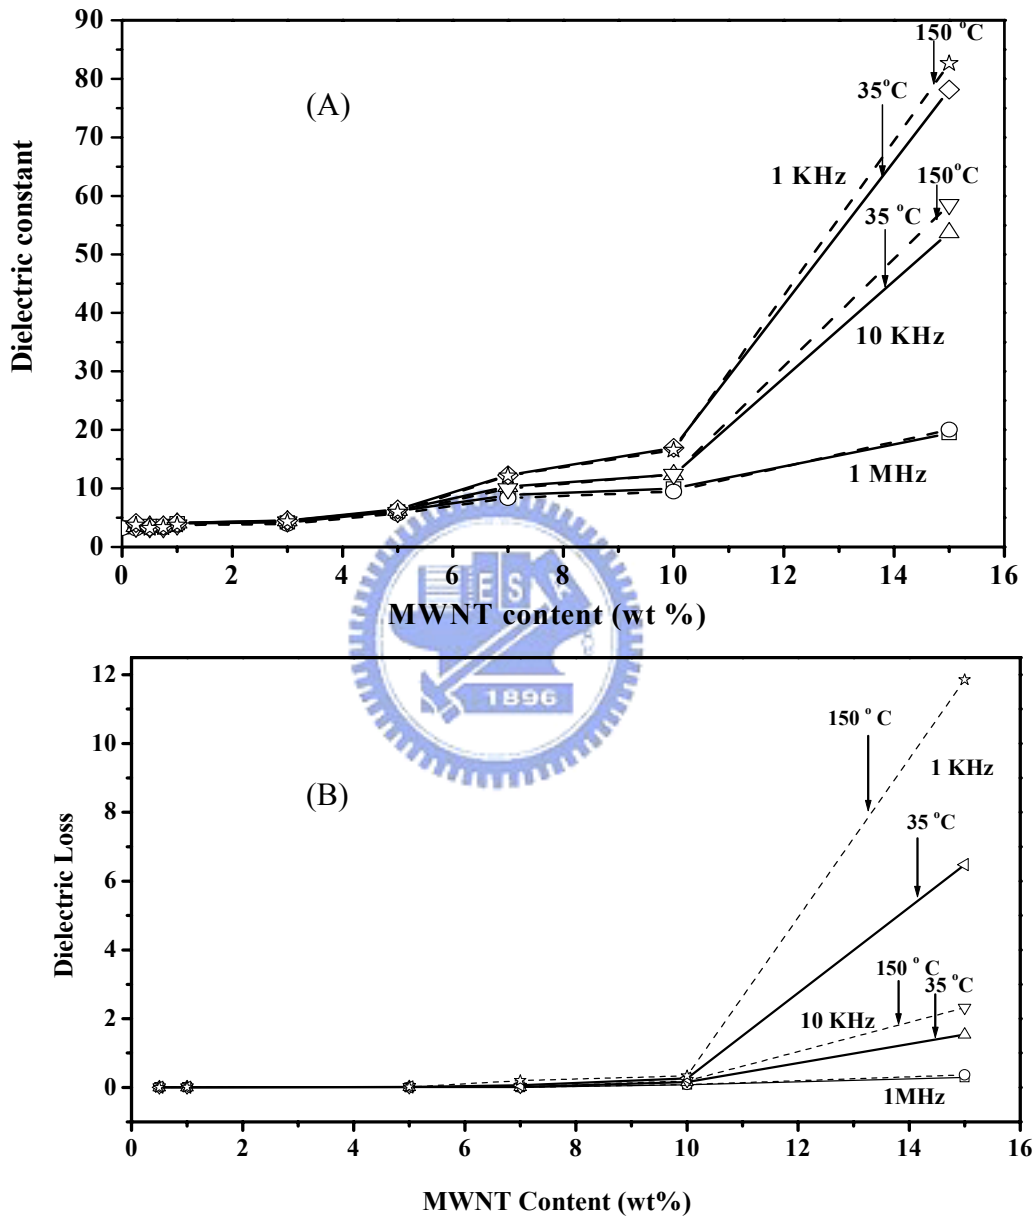 90
80
70
60
50
40
30
20
10
0
Dielectric constant
(A)
150 °C
35°C
1 KHz
150°C
35 °C
10 KHz
1 MHz
0 2 4 6 8 10 12 14 16
MWNT content (wt %)
E S
1896
12
10
8
6
4
2
0
Dielectric Loss
(B)
150 °C
1 KHz
35 °C
150 °C
35 °C
10 KHz
1MHz
0 2 4 6 8 10 12 14 16
MWNT Content (wt%)